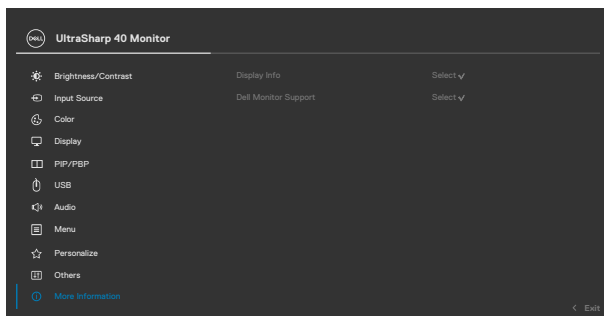 DELL UltraSharp 40 Monitor
Brightness/Contrast Display Info Select ✓
Input Source Dell Monitor Support Select ✓
Color
Display
PIP/PBP
USB
Audio
Menu
Personalize
Others
More Information
< Exit